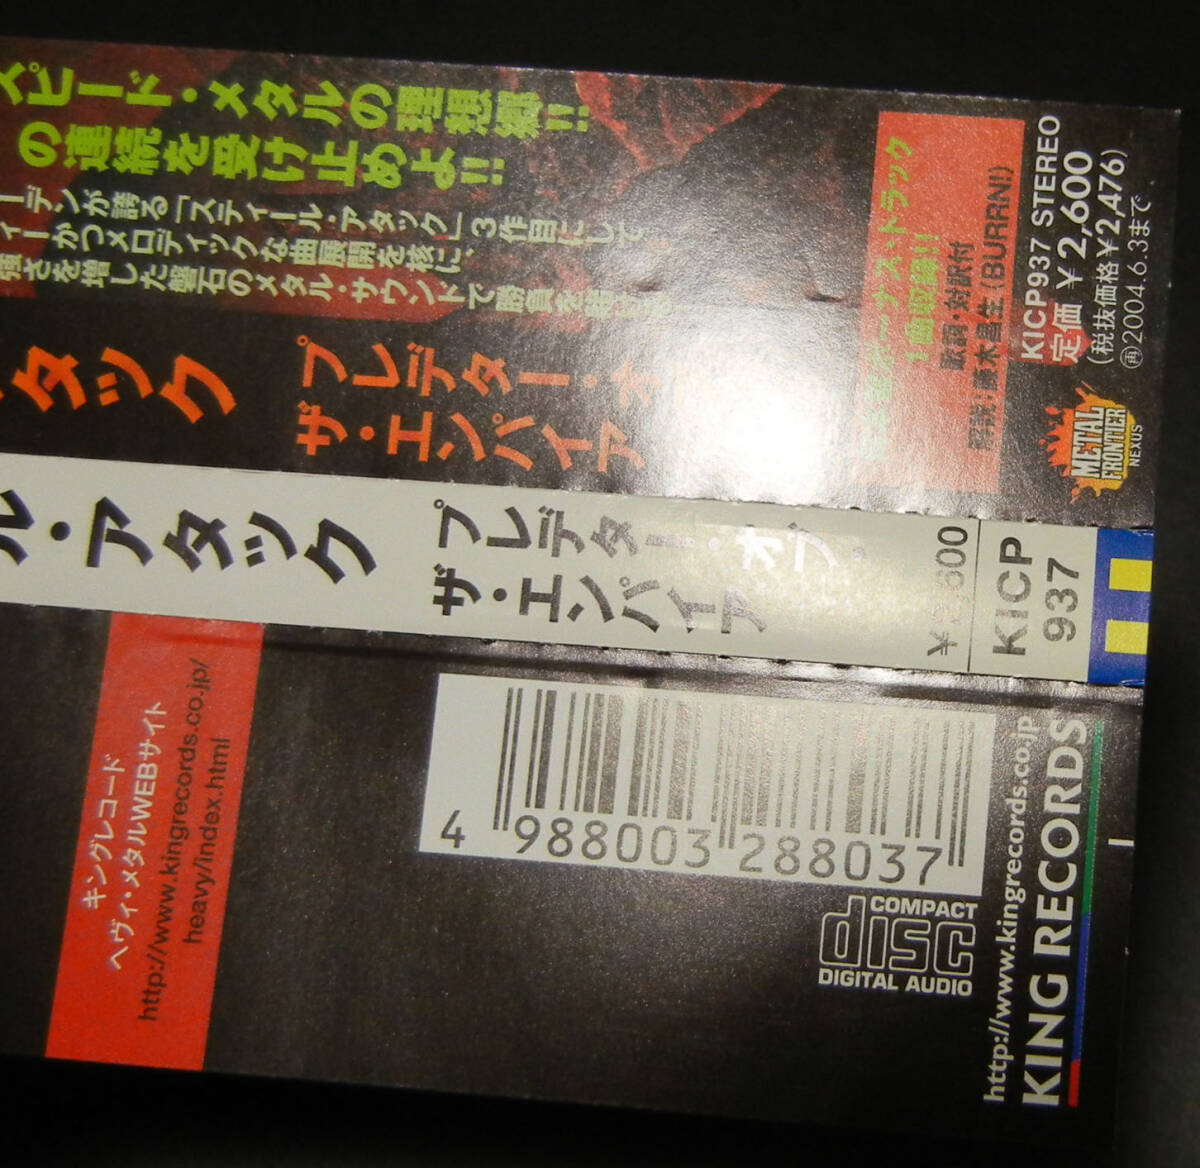 スピード・メタルの理想郷!!
の連続を受け止めよ!!
ーデンが誇る「スティール・アタック」3作目にして
ィーかつメロディックな曲展開を核に、
強さを増した磐石のメタル・サウンドで勝負を
タック
プレデター・オ
ザ・エンパイア
ボーナス・トラック
1曲収録!!
歌詞・対訳付
解説:藤木昌生(BURRN!)
KICP937 STEREO
定価 ¥2,600
(税抜価格¥2,476)
㊞2004.6.3まで
METAL
FRONTIER
NEXUS
ル・アタック
プレデター・オブ・
ザ・エンパイア
¥2,600
KICP
937
キングレコード
ヘヴィ・メタルWEBサイト
http://www.kingrecords.co.jp/
heavy/index.html
4 988003 288037
COMPACT
disc
DIGITAL AUDIO
http://www.kingrecords.co.jp
KING RECORDS